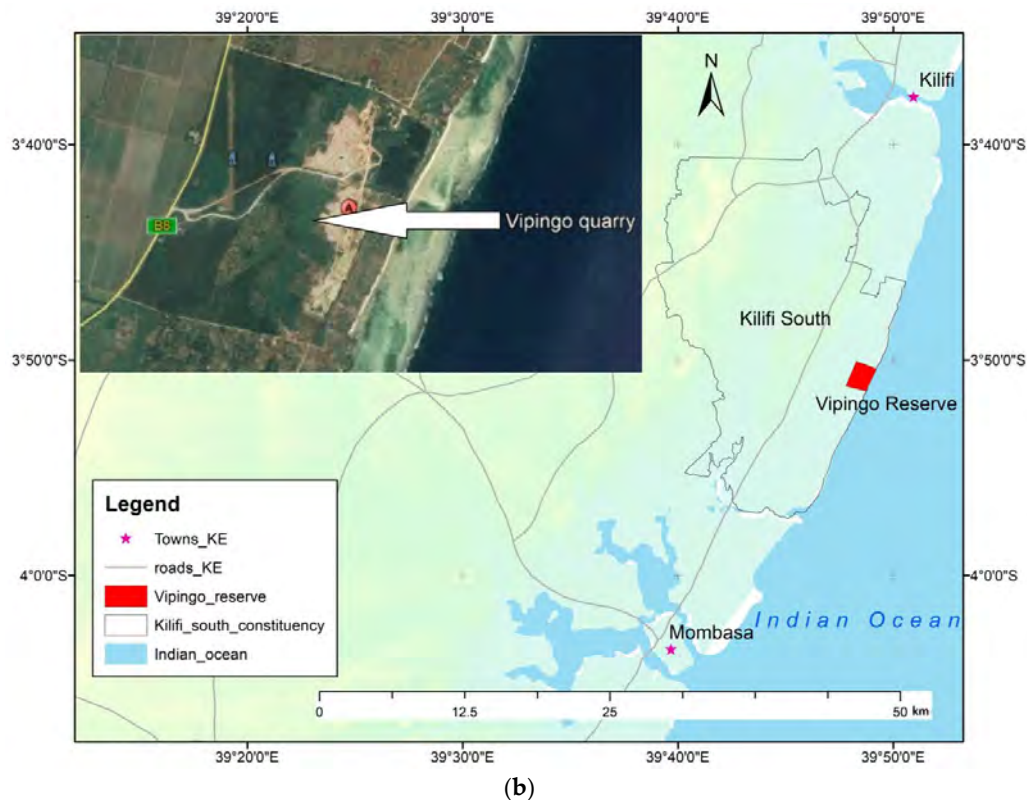 39°20'0"E 39°30'0"E 39°40'0"E 39°50'0"E
N
Kilifi
3°40'0"S 3°40'0"S
B8
A
Vipingo quarry
Kilifi South
3°50'0"S 3°50'0"S
Vipingo Reserve
Legend
Towns_KE
roads_KE
Vipingo_reserve
Kilifi_south_constituency
Indian_ocean
4°0'0"S 4°0'0"S
Indian Ocean
Mombasa
0 12.5 25 50 km
39°20'0"E 39°30'0"E 39°40'0"E 39°50'0"E
(b)